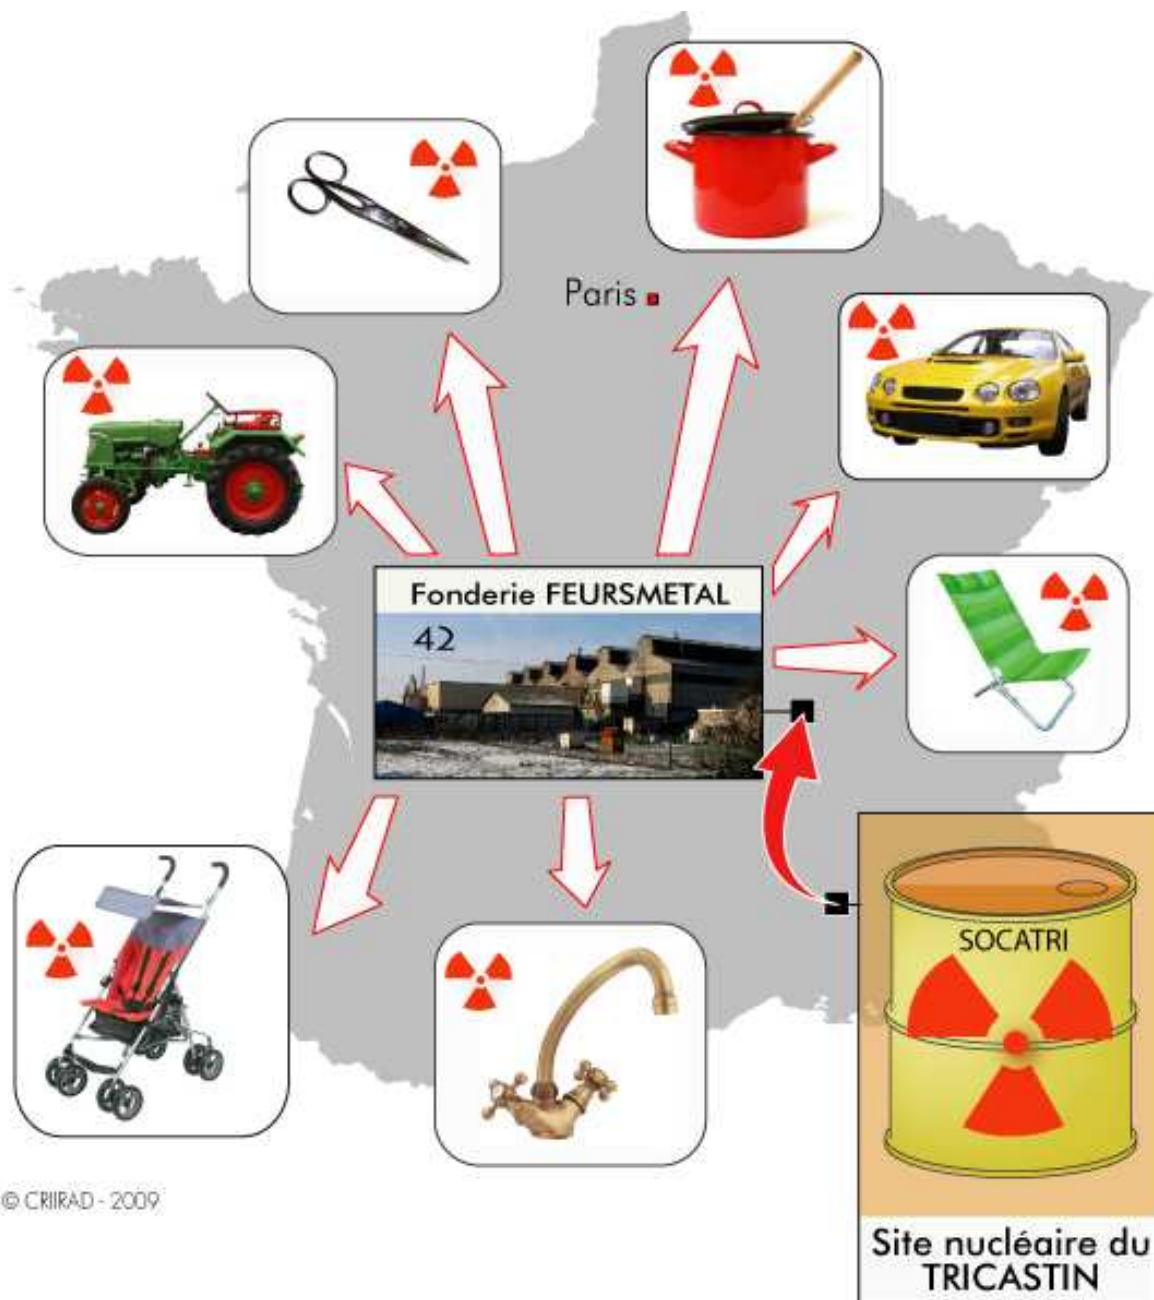 Paris
Fonderie FEURSMETAL
42
SOCATRI
© CRIIRAD - 2009
Site nucléaire du
TRICASTIN